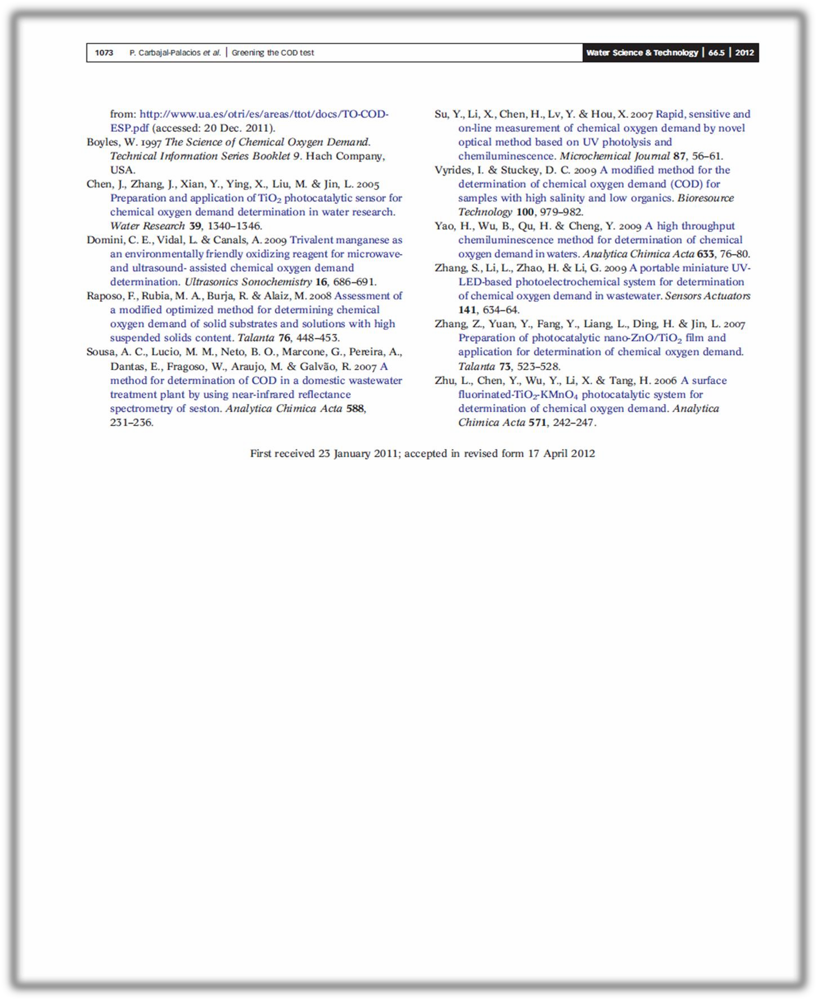 1073 P. Carbajal-Palacios et al. | Greening the COD test Water Science & Technology | 66.5 | 2012
from: http://www.ua.es/otri/es/areas/ttot/docs/TO-COD-
ESP.pdf (accessed: 20 Dec. 2011).
Boyles, W. 1997 The Science of Chemical Oxygen Demand.
Technical Information Series Booklet 9. Hach Company,
USA.
Chen, J., Zhang, J., Xian, Y., Ying, X., Liu, M. & Jin, L. 2005
Preparation and application of TiO₂ photocatalytic sensor for
chemical oxygen demand determination in water research.
Water Research 39, 1340–1346.
Domini, C. E., Vidal, L. & Canals, A. 2009 Trivalent manganese as
an environmentally friendly oxidizing reagent for microwave-
and ultrasound- assisted chemical oxygen demand
determination. Ultrasonics Sonochemistry 16, 686–691.
Raposo, F., Rubia, M. A., Burja, R. & Alaiz, M. 2008 Assessment of
a modified optimized method for determining chemical
oxygen demand of solid substrates and solutions with high
suspended solids content. Talanta 76, 448–453.
Sousa, A. C., Lucio, M. M., Neto, B. O., Marcone, G., Pereira, A.,
Dantas, E., Fragoso, W., Araujo, M. & Galvão, R. 2007 A
method for determination of COD in a domestic wastewater
treatment plant by using near-infrared reflectance
spectrometry of seston. Analytica Chimica Acta 588,
231–236.
Su, Y., Li, X., Chen, H., Lv, Y. & Hou, X. 2007 Rapid, sensitive and
on-line measurement of chemical oxygen demand by novel
optical method based on UV photolysis and
chemiluminescence. Microchemical Journal 87, 56–61.
Vyrides, I. & Stuckey, D. C. 2009 A modified method for the
determination of chemical oxygen demand (COD) for
samples with high salinity and low organics. Bioresource
Technology 100, 979–982.
Yao, H., Wu, B., Qu, H. & Cheng, Y. 2009 A high throughput
chemiluminescence method for determination of chemical
oxygen demand in waters. Analytica Chimica Acta 633, 76–80.
Zhang, S., Li, L., Zhao, H. & Li, G. 2009 A portable miniature UV-
LED-based photoelectrochemical system for determination
of chemical oxygen demand in wastewater. Sensors Actuators
141, 634–64.
Zhang, Z., Yuan, Y., Fang, Y., Liang, L., Ding, H. & Jin, L. 2007
Preparation of photocatalytic nano-ZnO/TiO₂ film and
application for determination of chemical oxygen demand.
Talanta 73, 523–528.
Zhu, L., Chen, Y., Wu, Y., Li, X. & Tang, H. 2006 A surface
fluorinated-TiO₂-KMnO₄ photocatalytic system for
determination of chemical oxygen demand. Analytica
Chimica Acta 571, 242–247.
First received 23 January 2011; accepted in revised form 17 April 2012